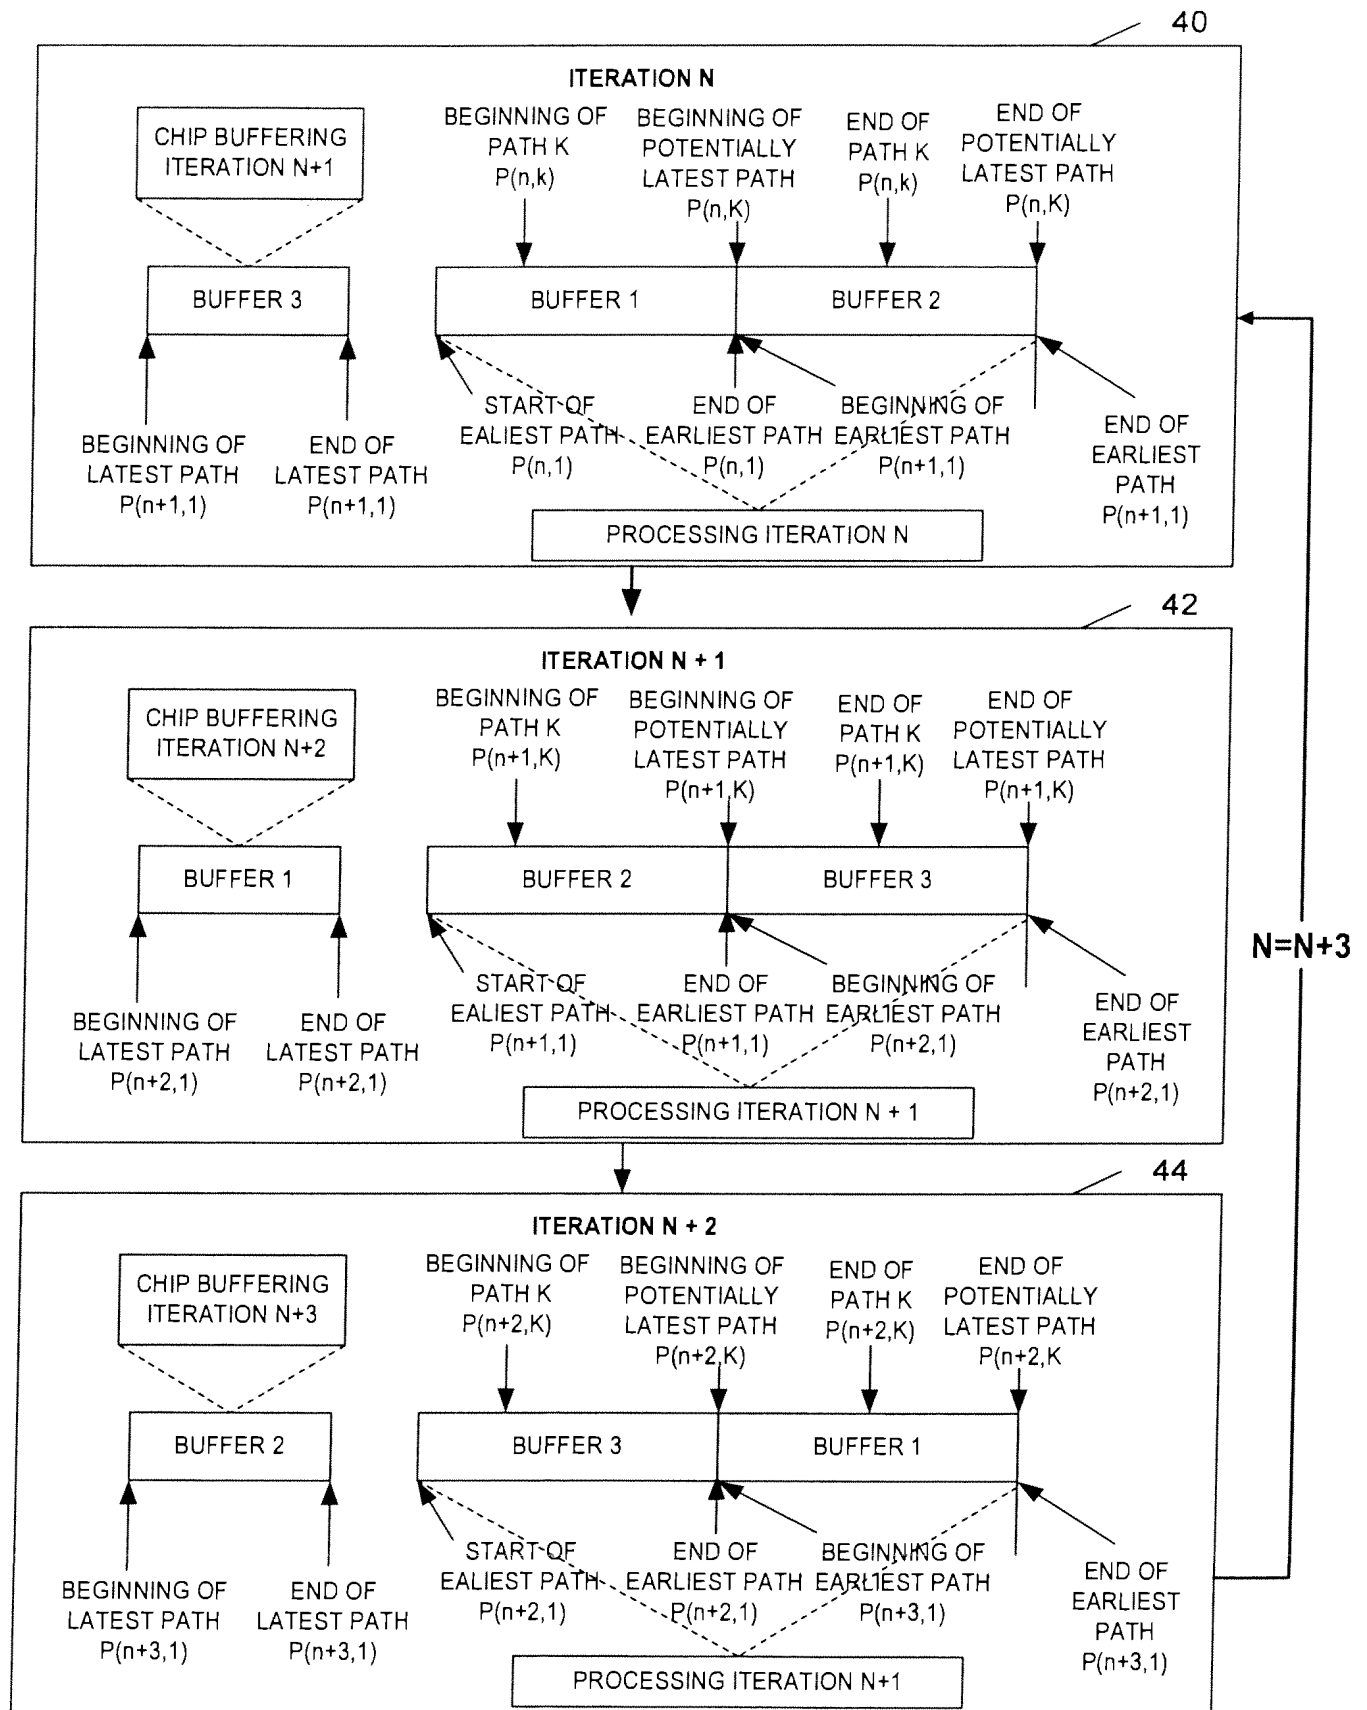 40
ITERATION N
CHIP BUFFERING
ITERATION N+1
BEGINNING OF
PATH K
P(n,k)
BEGINNING OF
POTENTIALLY
LATEST PATH
P(n,K)
END OF
PATH K
P(n,k)
END OF
POTENTIALLY
LATEST PATH
P(n,K)
BUFFER 3
BUFFER 1
BUFFER 2
BEGINNING OF
LATEST PATH
P(n+1,1)
END OF
LATEST PATH
P(n+1,1)
START OF
EALIEST PATH
P(n,1)
END OF
EARLIEST PATH
P(n,1)
BEGINNING OF
EARLIEST PATH
P(n+1,1)
END OF
EARLIEST
PATH
P(n+1,1)
PROCESSING ITERATION N
42
ITERATION N + 1
CHIP BUFFERING
ITERATION N+2
BEGINNING OF
PATH K
P(n+1,K)
BEGINNING OF
POTENTIALLY
LATEST PATH
P(n+1,K)
END OF
PATH K
P(n+1,K)
END OF
POTENTIALLY
LATEST PATH
P(n+1,K)
BUFFER 1
BUFFER 2
BUFFER 3
N=N+3
BEGINNING OF
LATEST PATH
P(n+2,1)
END OF
LATEST PATH
P(n+2,1)
START OF
EALIEST PATH
P(n+1,1)
END OF
EARLIEST PATH
P(n+1,1)
BEGINNING OF
EARLIEST PATH
P(n+2,1)
END OF
EARLIEST
PATH
P(n+2,1)
PROCESSING ITERATION N + 1
44
ITERATION N + 2
CHIP BUFFERING
ITERATION N+3
BEGINNING OF
PATH K
P(n+2,K)
BEGINNING OF
POTENTIALLY
LATEST PATH
P(n+2,K)
END OF
PATH K
P(n+2,K)
END OF
POTENTIALLY
LATEST PATH
P(n+2,K
BUFFER 2
BUFFER 3
BUFFER 1
BEGINNING OF
LATEST PATH
P(n+3,1)
END OF
LATEST PATH
P(n+3,1)
START OF
EALIEST PATH
P(n+2,1)
END OF
EARLIEST PATH
P(n+2,1)
BEGINNING OF
EARLIEST PATH
P(n+3,1)
END OF
EARLIEST
PATH
P(n+3,1)
PROCESSING ITERATION N+1